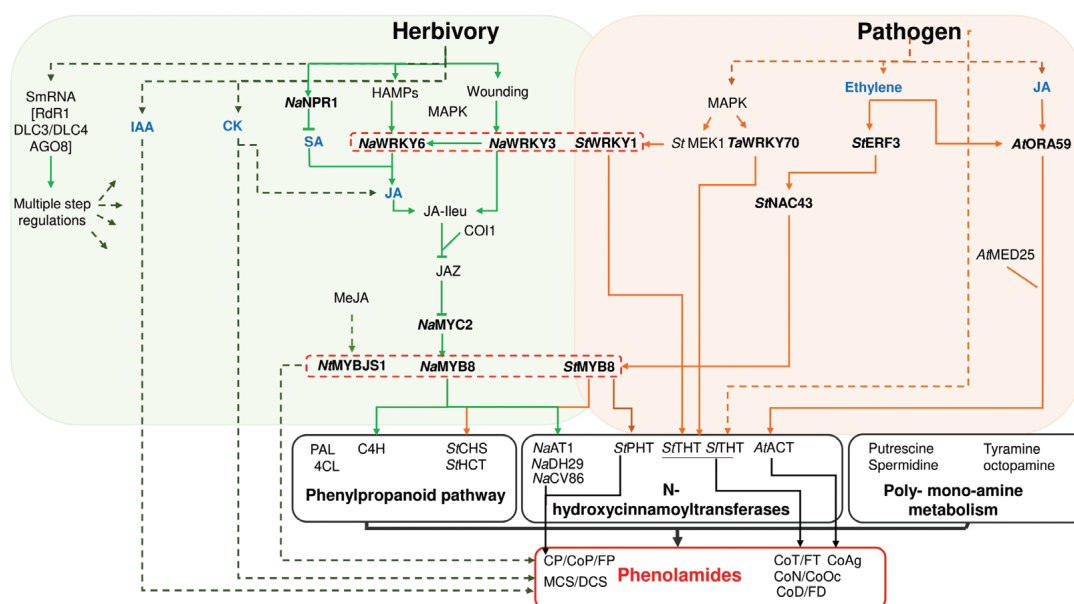 Herbivory
Pathogen
SmRNA
[RdR1
DLC3/DLC4
AGO8]
IAA
CK
NaNPR1
SA
HAMPs
MAPK
Wounding
NaWRKY6
NaWRKY3
StWRKY1
JA
JA-Ileu
COI1
JAZ
Multiple step
regulations
MeJA
NaMYC2
NtMYBJS1
NaMYB8
StMYB8
MAPK
Ethylene
JA
St MEK1
TaWRKY70
StERF3
AtORA59
StNAC43
AtMED25
PAL
4CL
C4H
StCHS
StHCT
Phenylpropanoid pathway
NaAT1
NaDH29
NaCV86
StPHT
StTHT
SlTHT
AtACT
N-
hydroxycinnamoyltransferases
Putrescine
Spermidine
Tyramine
octopamine
Poly- mono-amine
metabolism
CP/CoP/FP
MCS/DCS
Phenolamides
CoT/FT
CoAg
CoN/CoOc
CoD/FD